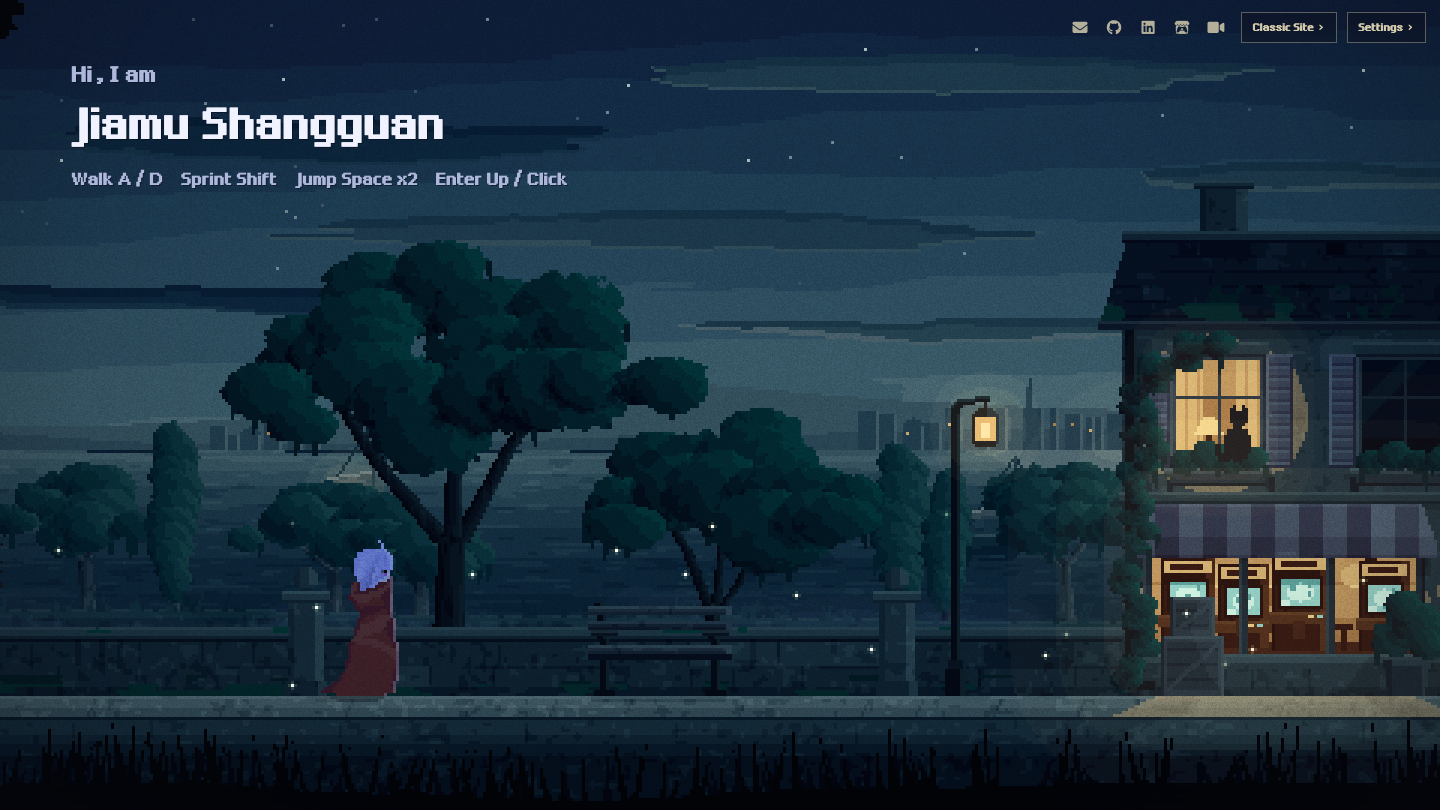 Classic Site ›
Settings ›
Hi, I am
Jiamu Shangguan
Walk A / D Sprint Shift Jump Space x2 Enter Up / Click